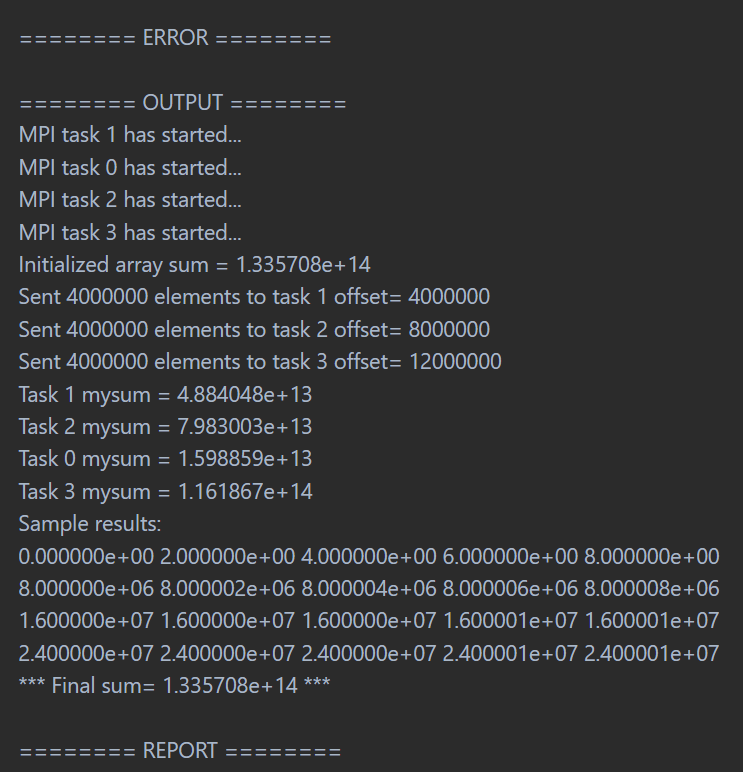 ======== ERROR ========
======== OUTPUT ========
MPI task 1 has started...
MPI task 0 has started...
MPI task 2 has started...
MPI task 3 has started...
Initialized array sum = 1.335708e+14
Sent 4000000 elements to task 1 offset= 4000000
Sent 4000000 elements to task 2 offset= 8000000
Sent 4000000 elements to task 3 offset= 12000000
Task 1 mysum = 4.884048e+13
Task 2 mysum = 7.983003e+13
Task 0 mysum = 1.598859e+13
Task 3 mysum = 1.161867e+14
Sample results:
0.000000e+00 2.000000e+00 4.000000e+00 6.000000e+00 8.000000e+00
8.000000e+06 8.000002e+06 8.000004e+06 8.000006e+06 8.000008e+06
1.600000e+07 1.600000e+07 1.600000e+07 1.600001e+07 1.600001e+07
2.400000e+07 2.400000e+07 2.400000e+07 2.400001e+07 2.400001e+07
*** Final sum= 1.335708e+14 ***
======== REPORT ========